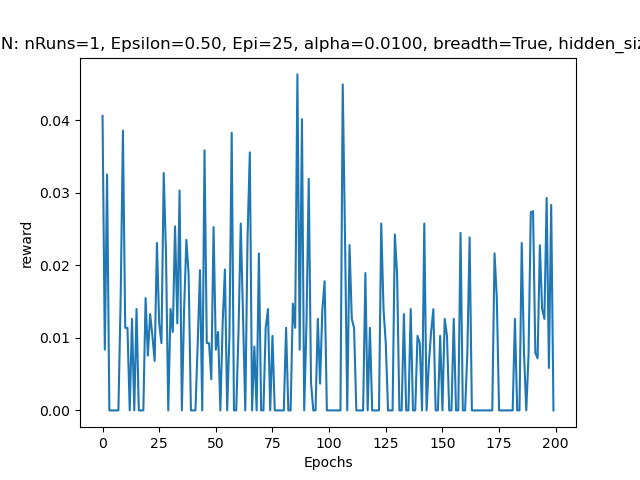 N: nRuns=1, Epsilon=0.50, Epi=25, alpha=0.0100, breadth=True, hidden_siz
0.04
0.03
0.02
0.01
0.00
reward
0 25 50 75 100 125 150 175 200
Epochs